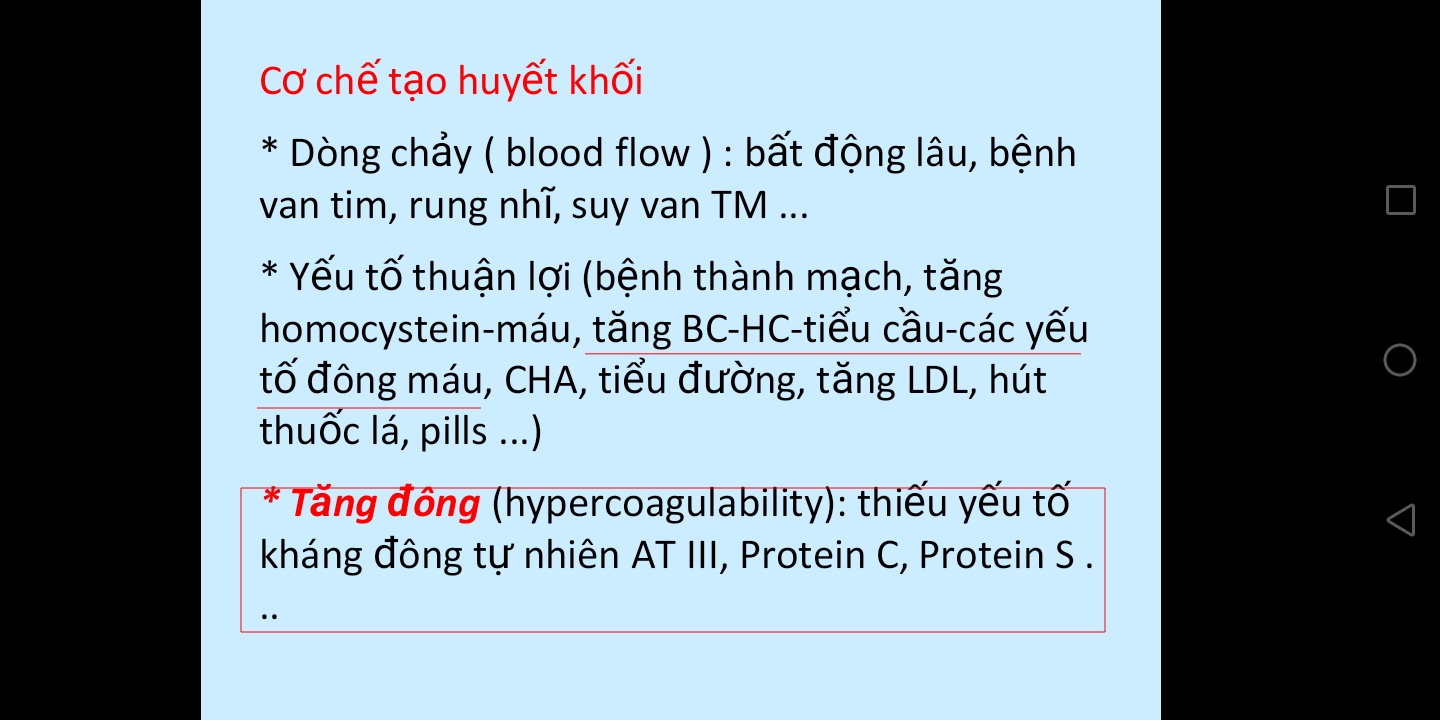 Cơ chế tạo huyết khối
* Dòng chảy ( blood flow ) : bất động lâu, bệnh
van tim, rung nhĩ, suy van TM ...
* Yếu tố thuận lợi (bệnh thành mạch, tăng
homocystein-máu, tăng BC-HC-tiểu cầu-các yếu
tố đông máu, CHA, tiểu đường, tăng LDL, hút
thuốc lá, pills ...)
* Tăng đông (hypercoagulability): thiếu yếu tố
kháng đông tự nhiên AT III, Protein C, Protein S .
..